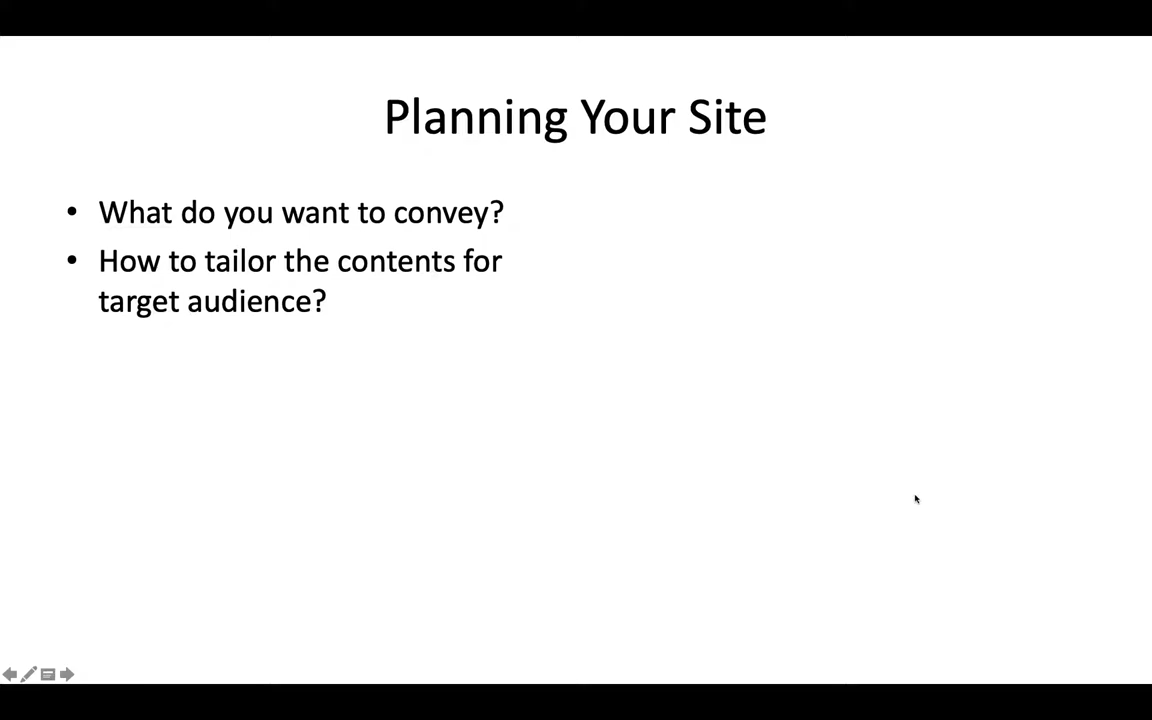 Planning Your Site
• What do you want to convey?
• How to tailor the contents for
target audience?